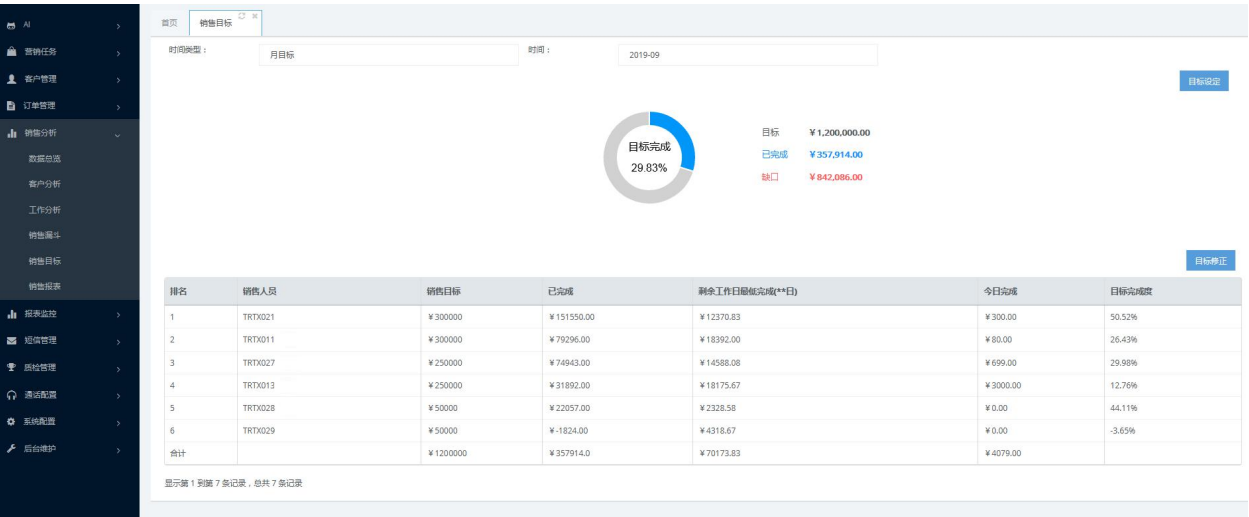 AI
营销任务
客户管理
订单管理
销售分析
数据总览
客户分析
工作分析
销售漏斗
销售目标
销售报表
报表监控
短信管理
质检管理
通话配置
系统配置
后台维护
首页 销售目标
时间类型： 月目标 时间： 2019-09
目标设定
目标完成
29.83%
目标 ¥1,200,000.00
已完成 ¥357,914.00
缺口 ¥842,086.00
目标修正
排名 销售人员 销售目标 已完成 剩余工作日最低完成(**日) 今日完成 目标完成度
1 TRTX021 ¥300000 ¥151550.00 ¥12370.83 ¥300.00 50.52%
2 TRTX011 ¥300000 ¥79296.00 ¥18392.00 ¥80.00 26.43%
3 TRTX027 ¥250000 ¥74943.00 ¥14588.08 ¥699.00 29.98%
4 TRTX013 ¥250000 ¥31892.00 ¥18175.67 ¥3000.00 12.76%
5 TRTX028 ¥50000 ¥22057.00 ¥2328.58 ¥0.00 44.11%
6 TRTX029 ¥50000 ¥-1824.00 ¥4318.67 ¥0.00 -3.65%
合计 ¥1200000 ¥357914.0 ¥70173.83 ¥4079.00
显示第 1 到第 7 条记录，总共 7 条记录